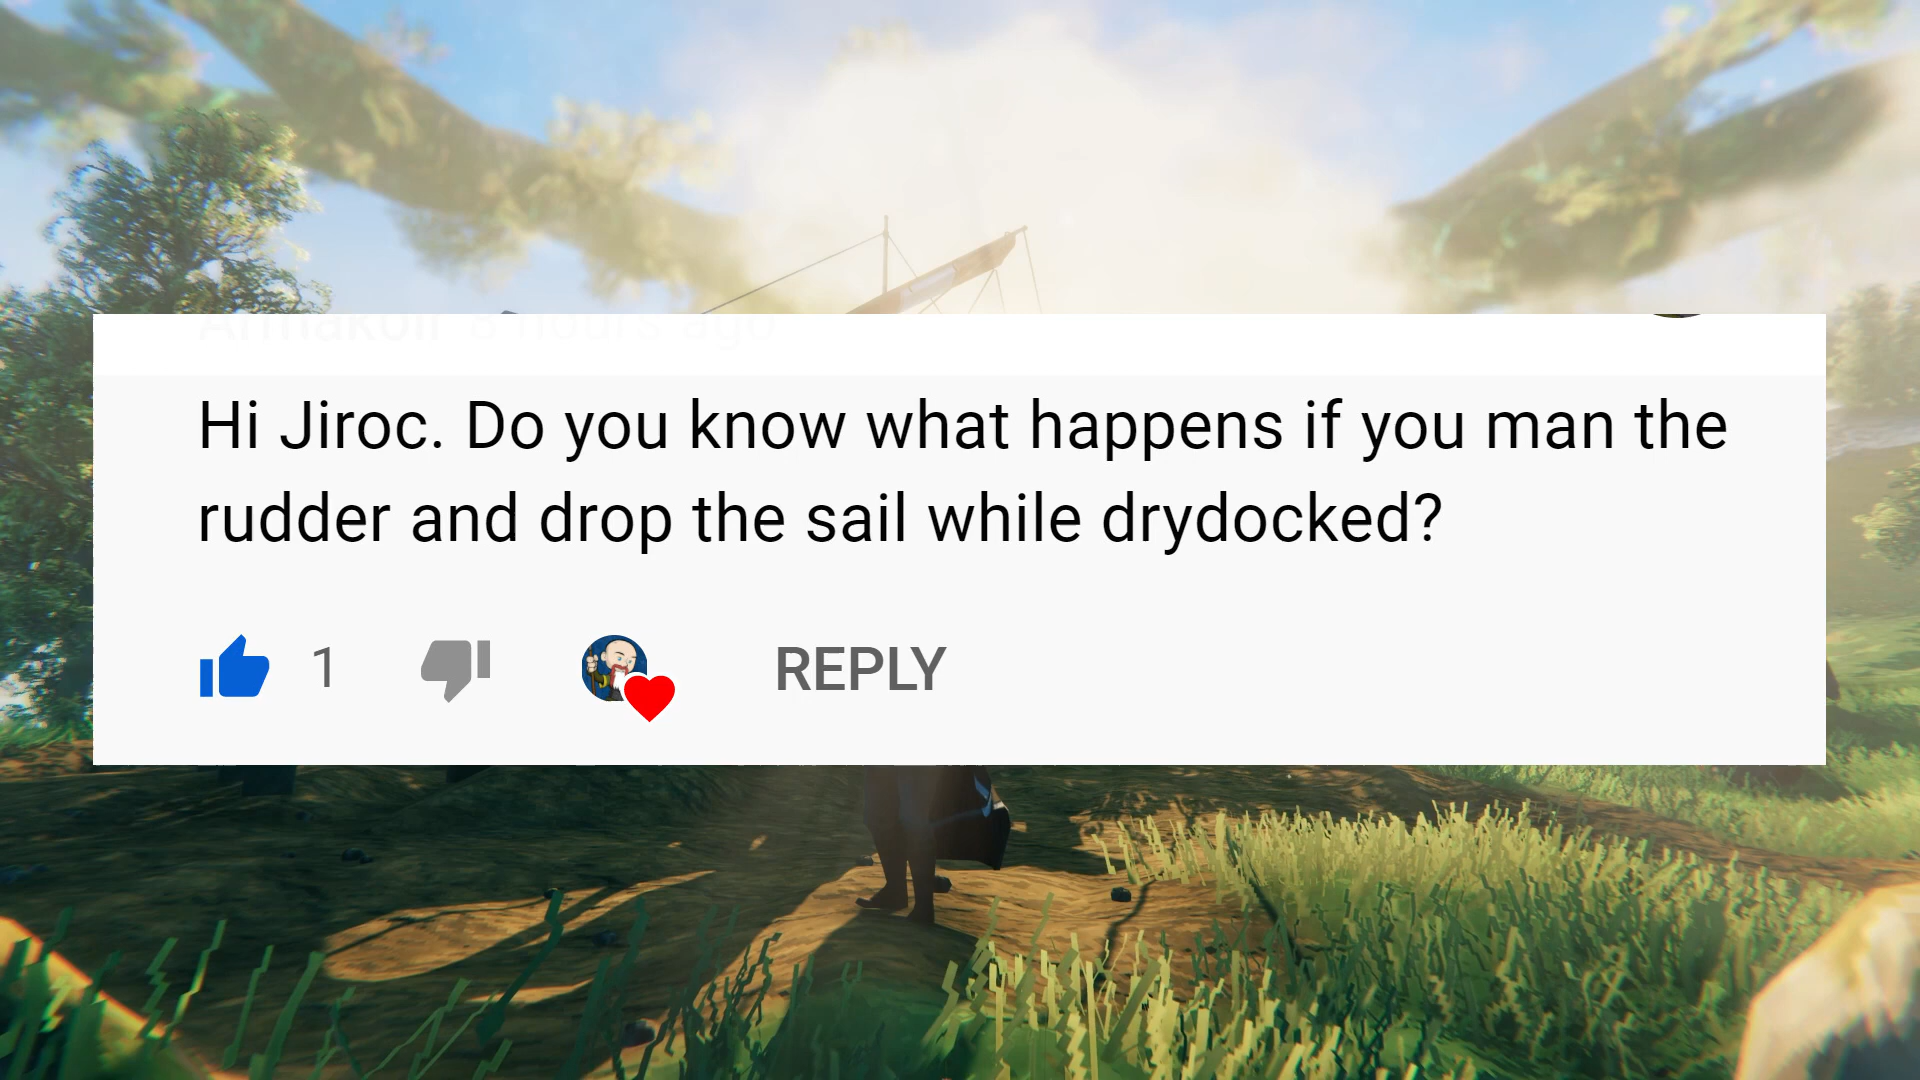 Hi Jiroc. Do you know what happens if you man the
rudder and drop the sail while drydocked?
1
REPLY